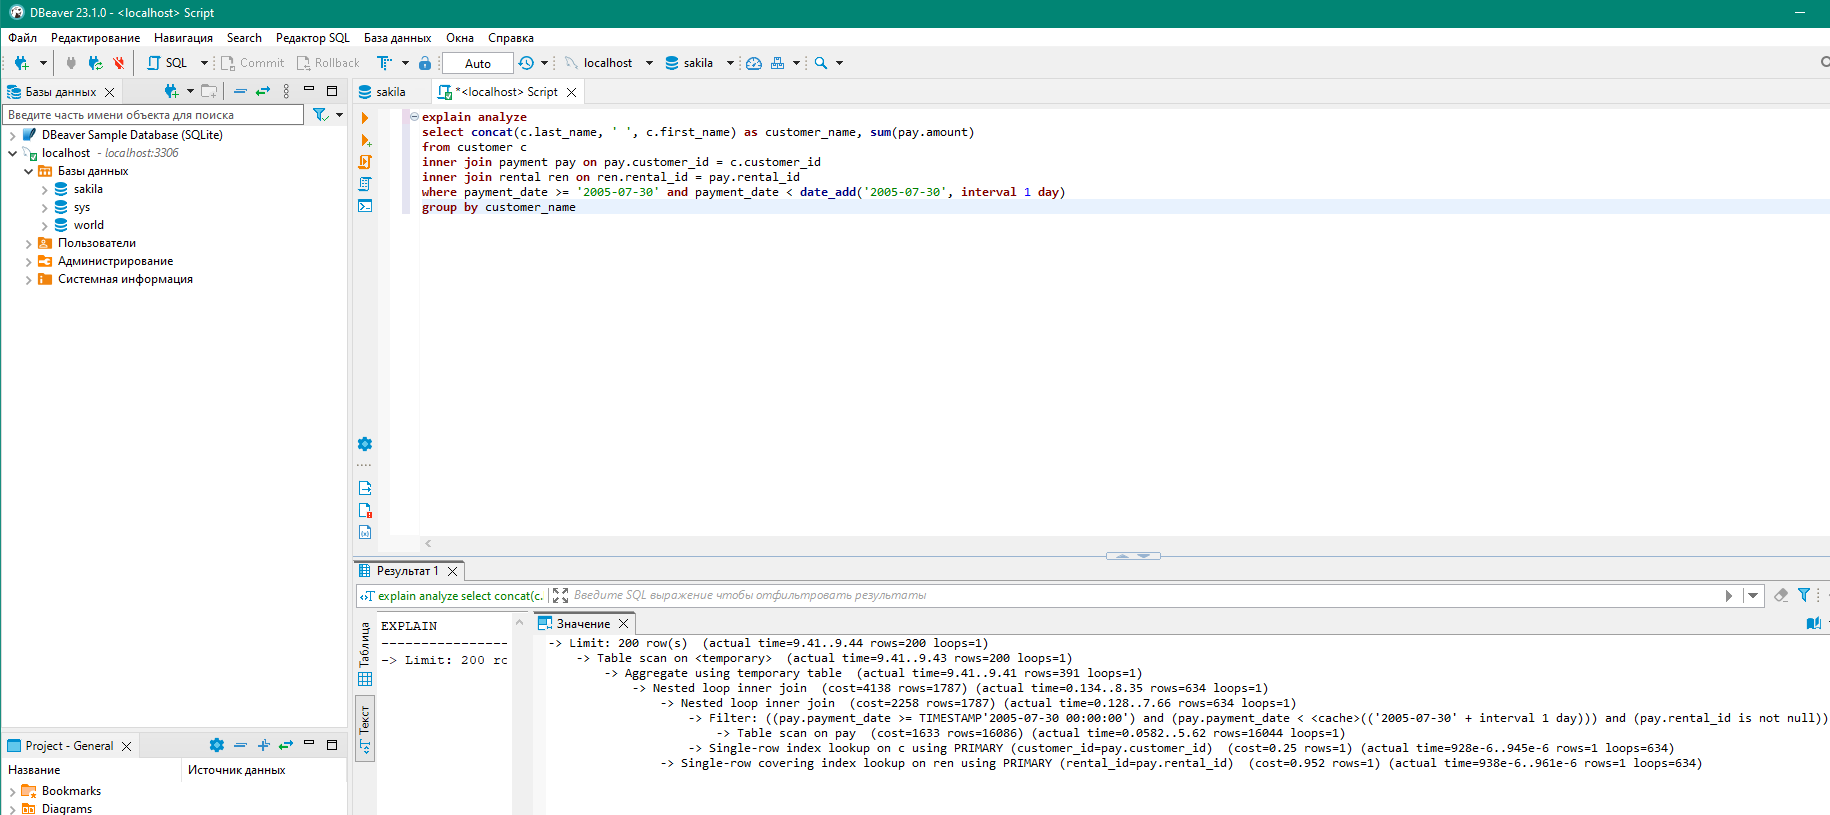 DBeaver 23.1.0 - <localhost> Script
Файл Редактирование Навигация Search Редактор SQL База данных Окна Справка
SQL Commit Rollback Auto localhost sakila
Базы данных
Введите часть имени объекта для поиска
DBeaver Sample Database (SQLite)
localhost - localhost:3306
Базы данных
sakila
sys
world
Пользователи
Администрирование
Системная информация
sakila *<localhost> Script
explain analyze
select concat(c.last_name, ' ', c.first_name) as customer_name, sum(pay.amount)
from customer c
inner join payment pay on pay.customer_id = c.customer_id
inner join rental ren on ren.rental_id = pay.rental_id
where payment_date >= '2005-07-30' and payment_date < date_add('2005-07-30', interval 1 day)
group by customer_name
Результат 1
explain analyze select concat(c. Введите SQL выражение чтобы отфильтровать результаты
Таблица
Текст
EXPLAIN
----------------
-> Limit: 200 rc
Значение
-> Limit: 200 row(s) (actual time=9.41..9.44 rows=200 loops=1)
-> Table scan on <temporary> (actual time=9.41..9.43 rows=200 loops=1)
-> Aggregate using temporary table (actual time=9.41..9.41 rows=391 loops=1)
-> Nested loop inner join (cost=4138 rows=1787) (actual time=0.134..8.35 rows=634 loops=1)
-> Nested loop inner join (cost=2258 rows=1787) (actual time=0.128..7.66 rows=634 loops=1)
-> Filter: ((pay.payment_date >= TIMESTAMP'2005-07-30 00:00:00') and (pay.payment_date < <cache>(('2005-07-30' + interval 1 day))) and (pay.rental_id is not null))
-> Table scan on pay (cost=1633 rows=16086) (actual time=0.0582..5.62 rows=16044 loops=1)
-> Single-row index lookup on c using PRIMARY (customer_id=pay.customer_id) (cost=0.25 rows=1) (actual time=928e-6..945e-6 rows=1 loops=634)
-> Single-row covering index lookup on ren using PRIMARY (rental_id=pay.rental_id) (cost=0.952 rows=1) (actual time=938e-6..961e-6 rows=1 loops=634)
Project - General
Название Источник данных
Bookmarks
Diagrams